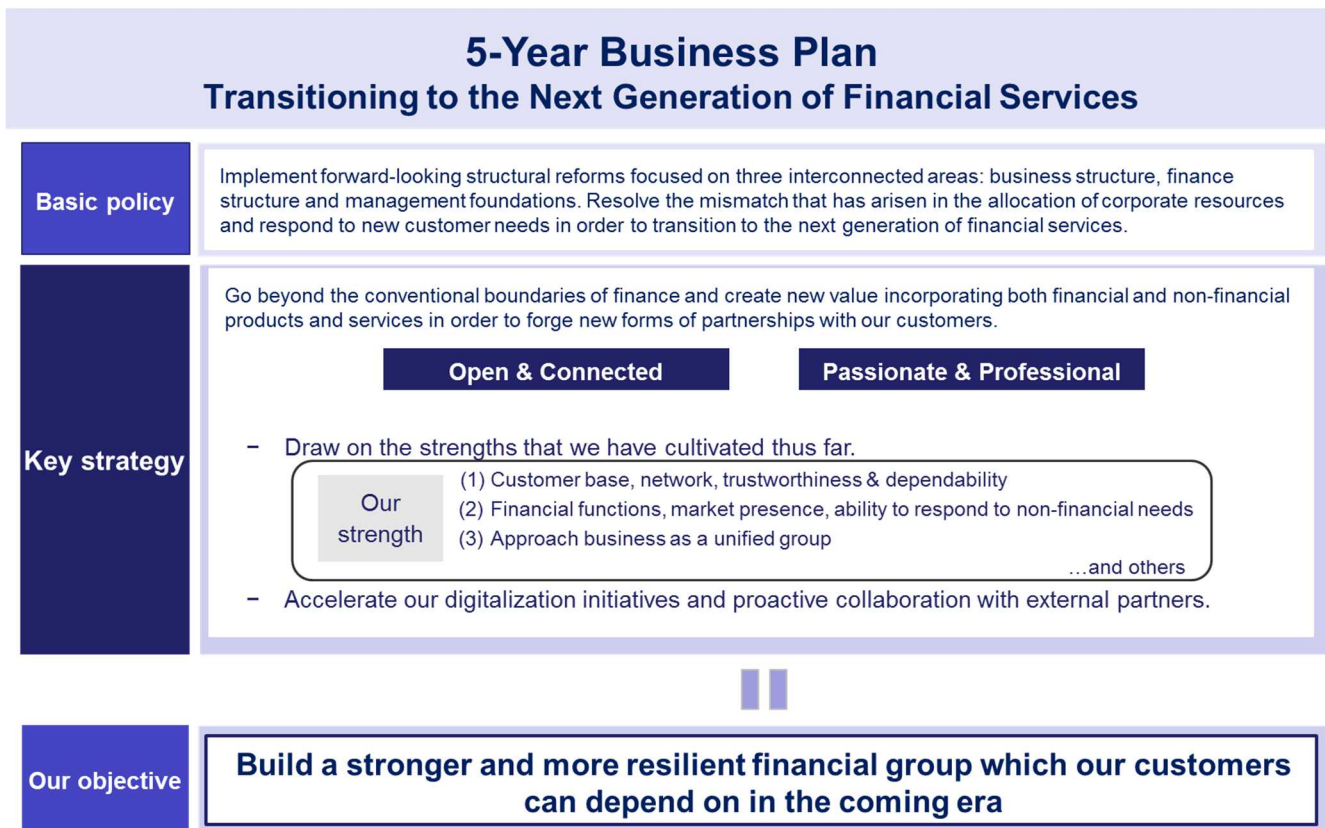 5-Year Business Plan
Transitioning to the Next Generation of Financial Services
Basic policy
Implement forward-looking structural reforms focused on three interconnected areas: business structure, finance
structure and management foundations. Resolve the mismatch that has arisen in the allocation of corporate resources
and respond to new customer needs in order to transition to the next generation of financial services.
Key strategy
Go beyond the conventional boundaries of finance and create new value incorporating both financial and non-financial
products and services in order to forge new forms of partnerships with our customers.
Open & Connected
Passionate & Professional
− Draw on the strengths that we have cultivated thus far.
Our
strength
(1) Customer base, network, trustworthiness & dependability
(2) Financial functions, market presence, ability to respond to non-financial needs
(3) Approach business as a unified group
…and others
− Accelerate our digitalization initiatives and proactive collaboration with external partners.
Our objective
Build a stronger and more resilient financial group which our customers
can depend on in the coming era